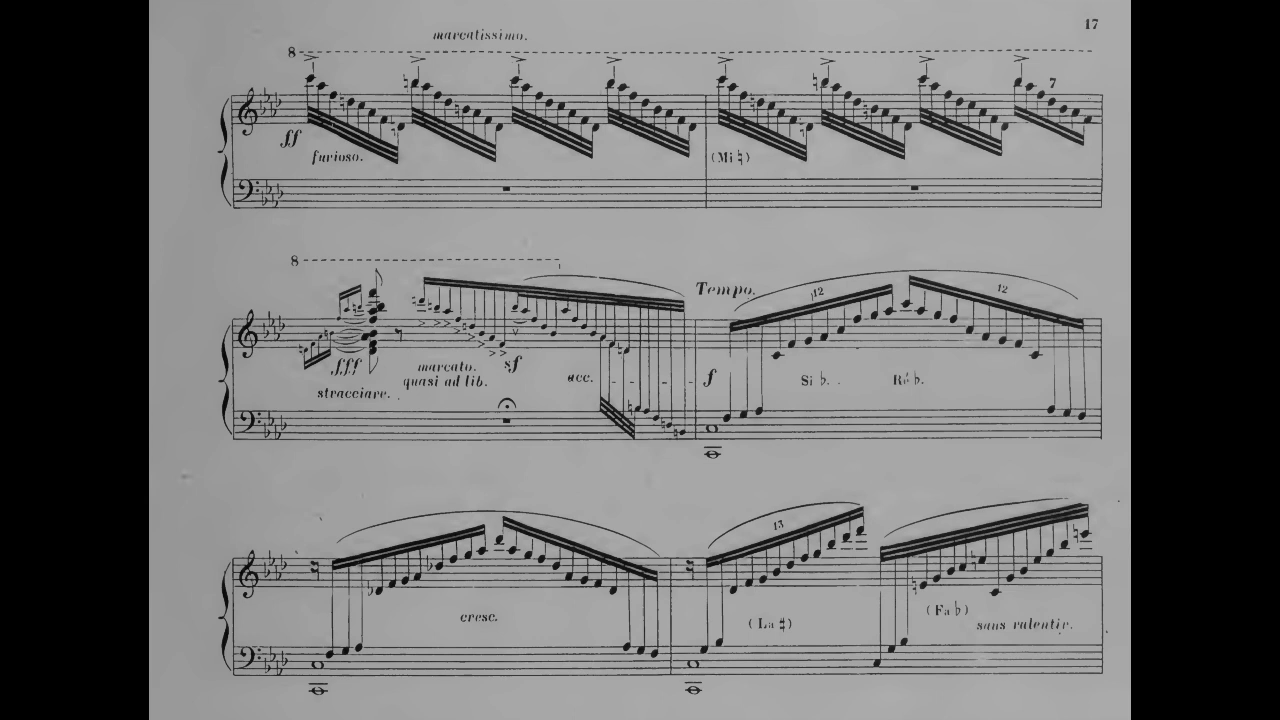 17
marcatissimo.
8
7
ff
furioso.
(Mi ♮)
8
Tempo.
12
12
fff
marcato.
sf
quasi ad lib.
acc.
f
Si ♭.
Ré ♭.
stracciare.
13
cresc.
(La ♯)
(Fa ♭)
sans ralentir.